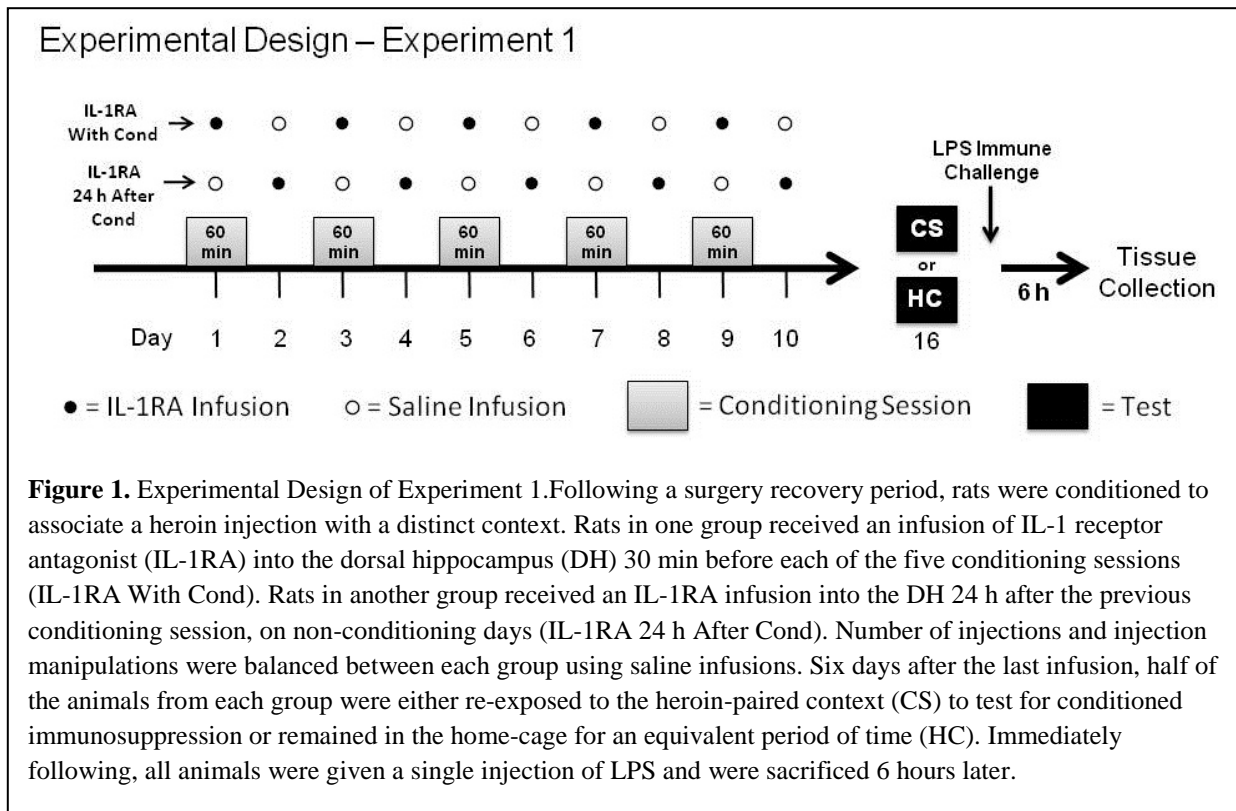 Experimental Design – Experiment 1
IL-1RA
With Cond
IL-1RA
24 h After
Cond
60
min
60
min
60
min
60
min
60
min
LPS Immune
Challenge
CS
or
HC
6 h
Tissue
Collection
Day 1 2 3 4 5 6 7 8 9 10 16
● = IL-1RA Infusion ○ = Saline Infusion = Conditioning Session = Test
Figure 1. Experimental Design of Experiment 1.Following a surgery recovery period, rats were conditioned to
associate a heroin injection with a distinct context. Rats in one group received an infusion of IL-1 receptor
antagonist (IL-1RA) into the dorsal hippocampus (DH) 30 min before each of the five conditioning sessions
(IL-1RA With Cond). Rats in another group received an IL-1RA infusion into the DH 24 h after the previous
conditioning session, on non-conditioning days (IL-1RA 24 h After Cond). Number of injections and injection
manipulations were balanced between each group using saline infusions. Six days after the last infusion, half of
the animals from each group were either re-exposed to the heroin-paired context (CS) to test for conditioned
immunosuppression or remained in the home-cage for an equivalent period of time (HC). Immediately
following, all animals were given a single injection of LPS and were sacrificed 6 hours later.